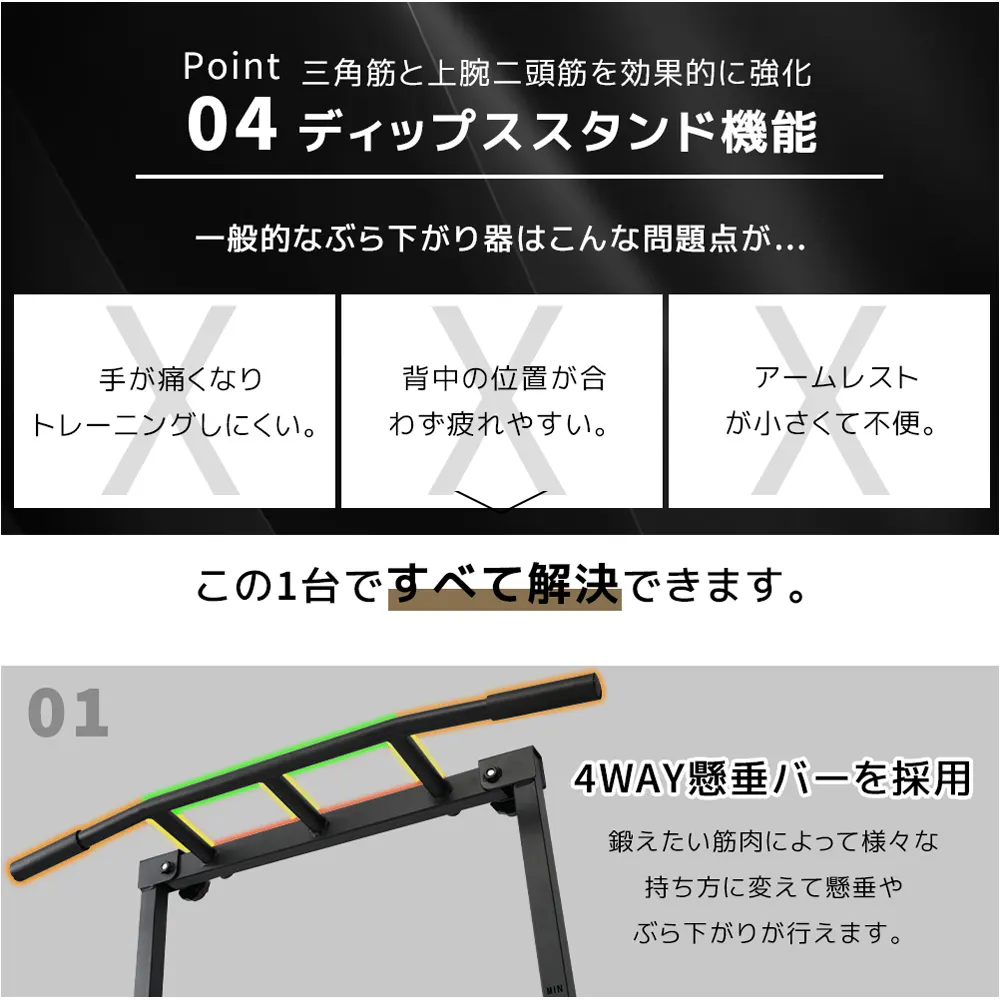 Point 三角筋と上腕二頭筋を効果的に強化
04 ディップススタンド機能
一般的なぶら下がり器はこんな問題点が...
手が痛くなり
トレーニングしにくい。
背中の位置が合
わず疲れやすい。
アームレスト
が小さくて不便。
この1台ですべて解決できます。
01
4WAY懸垂バーを採用
鍛えたい筋肉によって様々な
持ち方に変えて懸垂や
ぶら下がりが行えます。
MIN